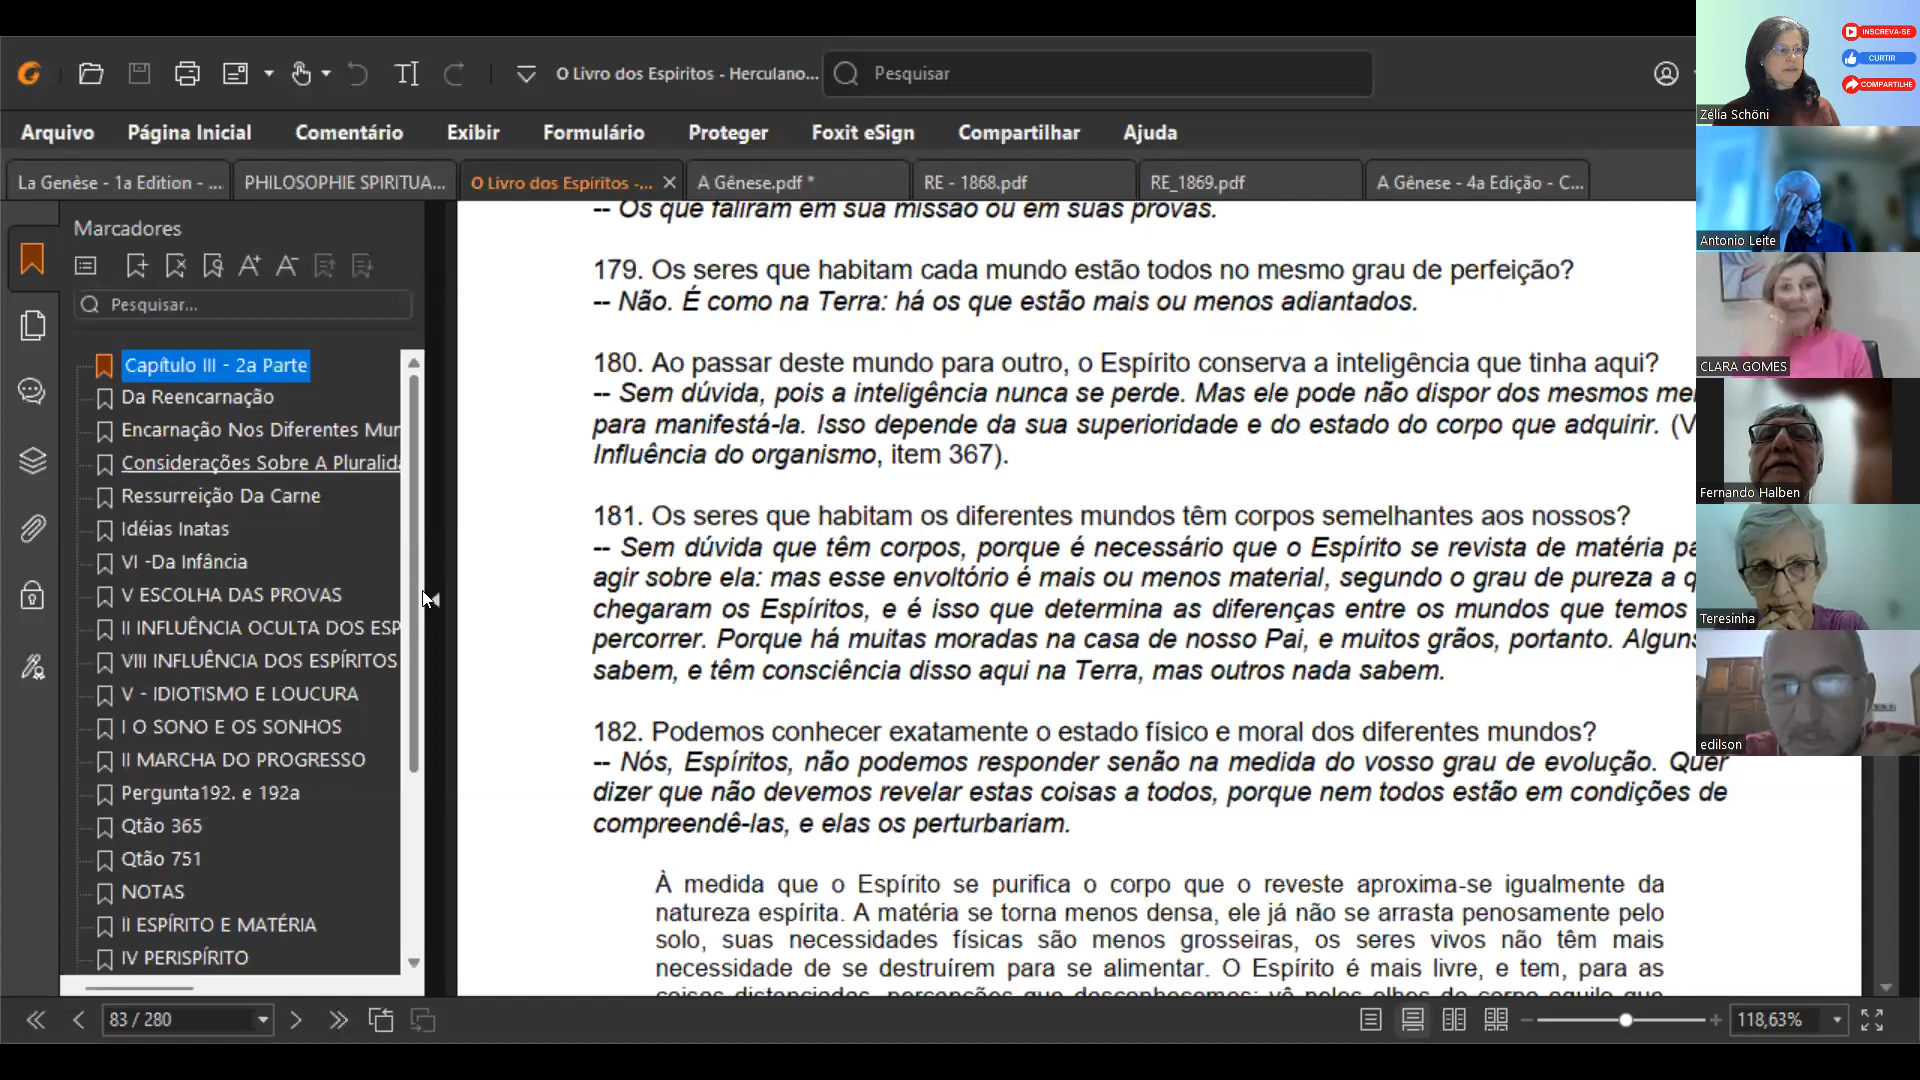 O Livro dos Espíritos - Herculano...
Pesquisar
Arquivo
Página Inicial
Comentário
Exibir
Formulário
Proteger
Foxit eSign
Compartilhar
Ajuda
La Genèse - 1a Edition - ...
PHILOSOPHIE SPIRITUA...
O Livro dos Espíritos -...
A Gênese.pdf *
RE - 1868.pdf
RE_1869.pdf
A Gênese - 4a Edição - C...
Marcadores
Pesquisar...
Capítulo III - 2a Parte
Da Reencarnação
Encarnação Nos Diferentes Mun
Considerações Sobre A Pluralida
Ressurreição Da Carne
Idéias Inatas
VI -Da Infância
V ESCOLHA DAS PROVAS
II INFLUÊNCIA OCULTA DOS ESP
VIII INFLUÊNCIA DOS ESPÍRITOS
V - IDIOTISMO E LOUCURA
I O SONO E OS SONHOS
II MARCHA DO PROGRESSO
Pergunta192. e 192a
Qtão 365
Qtão 751
NOTAS
II ESPÍRITO E MATÉRIA
IV PERISPÍRITO
-- Os que faliram em sua missão ou em suas provas.
179. Os seres que habitam cada mundo estão todos no mesmo grau de perfeição?
-- Não. É como na Terra: há os que estão mais ou menos adiantados.
180. Ao passar deste mundo para outro, o Espírito conserva a inteligência que tinha aqui?
-- Sem dúvida, pois a inteligência nunca se perde. Mas ele pode não dispor dos mesmos me
para manifestá-la. Isso depende da sua superioridade e do estado do corpo que adquirir. (V
Influência do organismo, item 367).
181. Os seres que habitam os diferentes mundos têm corpos semelhantes aos nossos?
-- Sem dúvida que têm corpos, porque é necessário que o Espírito se revista de matéria pa
agir sobre ela: mas esse envoltório é mais ou menos material, segundo o grau de pureza a q
chegaram os Espíritos, e é isso que determina as diferenças entre os mundos que temos
percorrer. Porque há muitas moradas na casa de nosso Pai, e muitos grãos, portanto. Alguns
sabem, e têm consciência disso aqui na Terra, mas outros nada sabem.
182. Podemos conhecer exatamente o estado físico e moral dos diferentes mundos?
-- Nós, Espíritos, não podemos responder senão na medida do vosso grau de evolução. Quer
dizer que não devemos revelar estas coisas a todos, porque nem todos estão em condições de
compreendê-las, e elas os perturbariam.
À medida que o Espírito se purifica o corpo que o reveste aproxima-se igualmente da
natureza espírita. A matéria se torna menos densa, ele já não se arrasta penosamente pelo
solo, suas necessidades físicas são menos grosseiras, os seres vivos não têm mais
necessidade de se destruírem para se alimentar. O Espírito é mais livre, e tem, para as
coisas distanciadas, percepções que desconhecemos: vê pelos olhos do corpo aquilo que
83 / 280
118,63%
INSCREVA-SE
CURTIR
COMPARTILHE
Zélia Schöni
Antonio Leite
CLARA GOMES
Fernando Halben
Teresinha
edilson